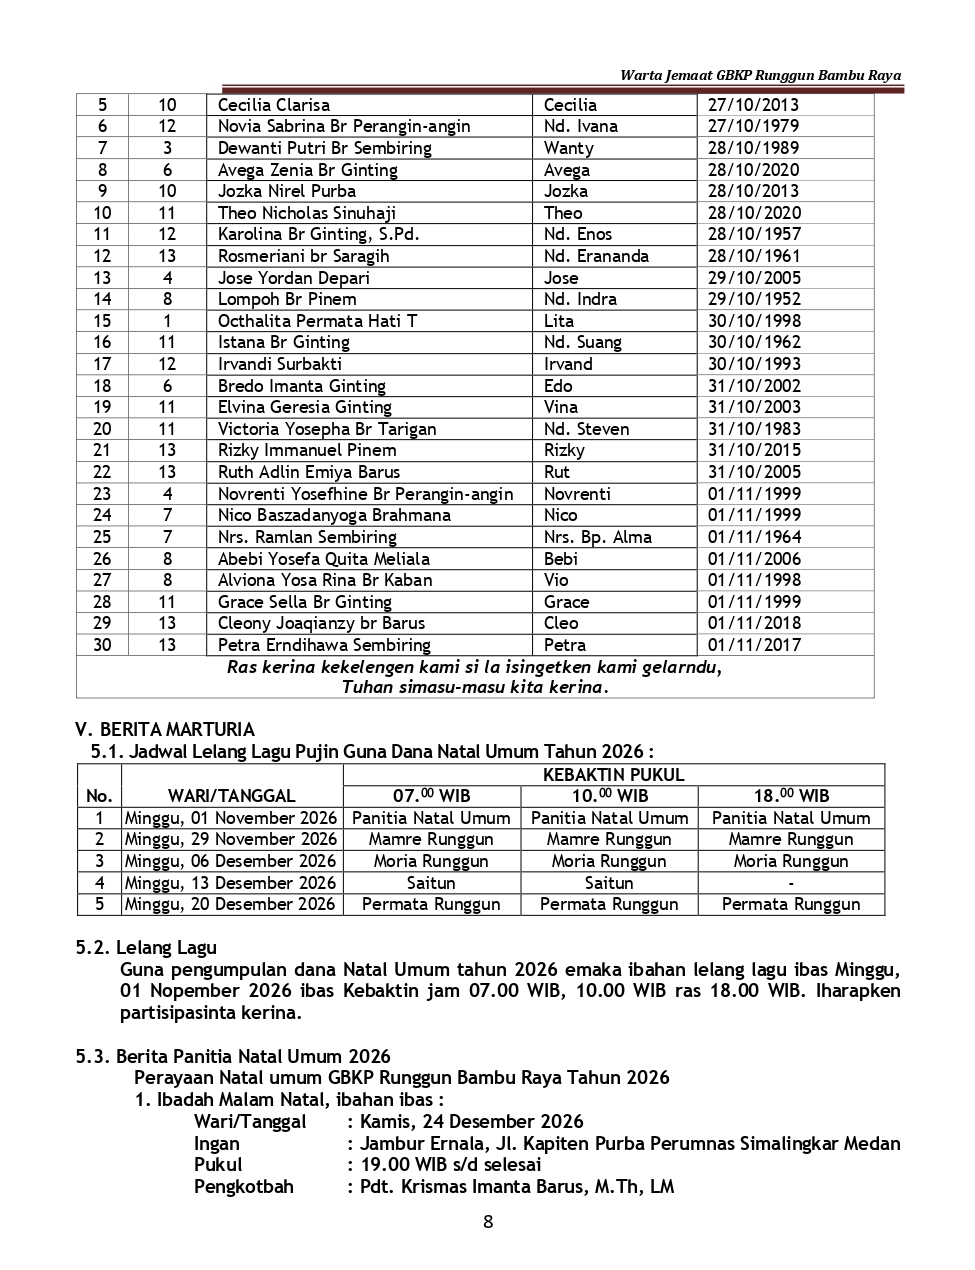 Warta Jemaat GBKP Runggun Bambu Raya
5 10 Cecilia Clarisa Cecilia 27/10/2013
6 12 Novia Sabrina Br Perangin-angin Nd. Ivana 27/10/1979
7 3 Dewanti Putri Br Sembiring Wanty 28/10/1989
8 6 Avega Zenia Br Ginting Avega 28/10/2020
9 10 Jozka Nirel Purba Jozka 28/10/2013
10 11 Theo Nicholas Sinuhaji Theo 28/10/2020
11 12 Karolina Br Ginting, S.Pd. Nd. Enos 28/10/1957
12 13 Rosmeriani br Saragih Nd. Erananda 28/10/1961
13 4 Jose Yordan Depari Jose 29/10/2005
14 8 Lompoh Br Pinem Nd. Indra 29/10/1952
15 1 Octhalita Permata Hati T Lita 30/10/1998
16 11 Istana Br Ginting Nd. Suang 30/10/1962
17 12 Irvandi Surbakti Irvand 30/10/1993
18 6 Bredo Imanta Ginting Edo 31/10/2002
19 11 Elvina Geresia Ginting Vina 31/10/2003
20 11 Victoria Yosepha Br Tarigan Nd. Steven 31/10/1983
21 13 Rizky Immanuel Pinem Rizky 31/10/2015
22 13 Ruth Adlin Emiya Barus Rut 31/10/2005
23 4 Novrenti Yosefhine Br Perangin-angin Novrenti 01/11/1999
24 7 Nico Baszadanyoga Brahmana Nico 01/11/1999
25 7 Nrs. Ramlan Sembiring Nrs. Bp. Alma 01/11/1964
26 8 Abebi Yosefa Quita Meliala Bebi 01/11/2006
27 8 Alviona Yosa Rina Br Kaban Vio 01/11/1998
28 11 Grace Sella Br Ginting Grace 01/11/1999
29 13 Cleony Joaqianzy br Barus Cleo 01/11/2018
30 13 Petra Erndihawa Sembiring Petra 01/11/2017
Ras kerina kekelengen kami si la isingetken kami gelarndu,
Tuhan simasu-masu kita kerina.
V. BERITA MARTURIA
5.1. Jadwal Lelang Lagu Pujin Guna Dana Natal Umum Tahun 2026 :
KEBAKTIN PUKUL
No. WARI/TANGGAL 07.00 WIB 10.00 WIB 18.00 WIB
1 Minggu, 01 November 2026 Panitia Natal Umum Panitia Natal Umum Panitia Natal Umum
2 Minggu, 29 November 2026 Mamre Runggun Mamre Runggun Mamre Runggun
3 Minggu, 06 Desember 2026 Moria Runggun Moria Runggun Moria Runggun
4 Minggu, 13 Desember 2026 Saitun Saitun -
5 Minggu, 20 Desember 2026 Permata Runggun Permata Runggun Permata Runggun
5.2. Lelang Lagu
Guna pengumpulan dana Natal Umum tahun 2026 emaka ibahan lelang lagu ibas Minggu,
01 Nopember 2026 ibas Kebaktin jam 07.00 WIB, 10.00 WIB ras 18.00 WIB. Iharapken
partisipasinta kerina.
5.3. Berita Panitia Natal Umum 2026
Perayaan Natal umum GBKP Runggun Bambu Raya Tahun 2026
1. Ibadah Malam Natal, ibahan ibas :
Wari/Tanggal : Kamis, 24 Desember 2026
Ingan : Jambur Ernala, Jl. Kapiten Purba Perumnas Simalingkar Medan
Pukul : 19.00 WIB s/d selesai
Pengkotbah : Pdt. Krismas Imanta Barus, M.Th, LM
8